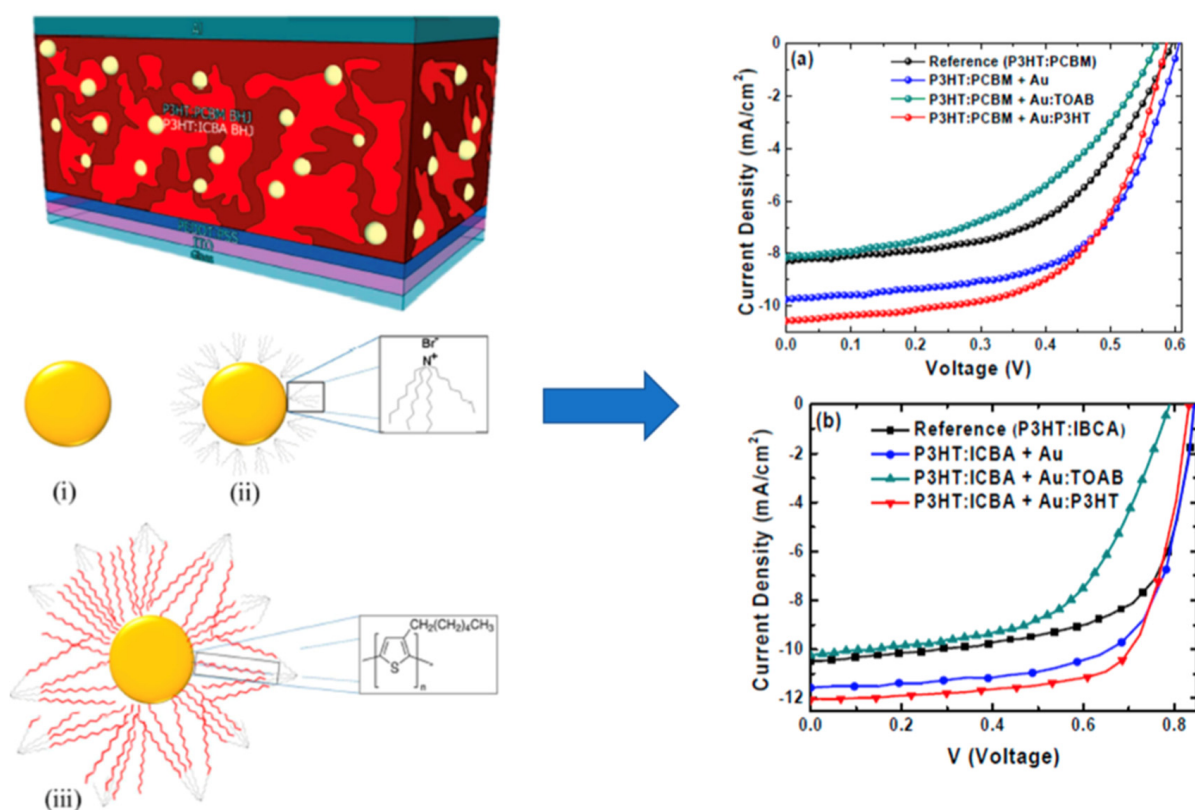 Al
P3HT:PCBM BHJ
P3HT:ICBA BHJ
PEDOT:PSS
ITO
Glass
(i)
(ii)
Br-
N+
(iii)
CH2(CH2)4CH3
S
n
(a)
Reference (P3HT:PCBM)
P3HT:PCBM + Au
P3HT:PCBM + Au:TOAB
P3HT:PCBM + Au:P3HT
Current Density (mA/cm²)
0
-2
-4
-6
-8
-10
0.0 0.1 0.2 0.3 0.4 0.5 0.6
Voltage (V)
(b)
Reference (P3HT:IBCA)
P3HT:ICBA + Au
P3HT:ICBA + Au:TOAB
P3HT:ICBA + Au:P3HT
Current Density (mA/cm²)
0
-2
-4
-6
-8
-10
-12
0.0 0.2 0.4 0.6 0.8
V (Voltage)